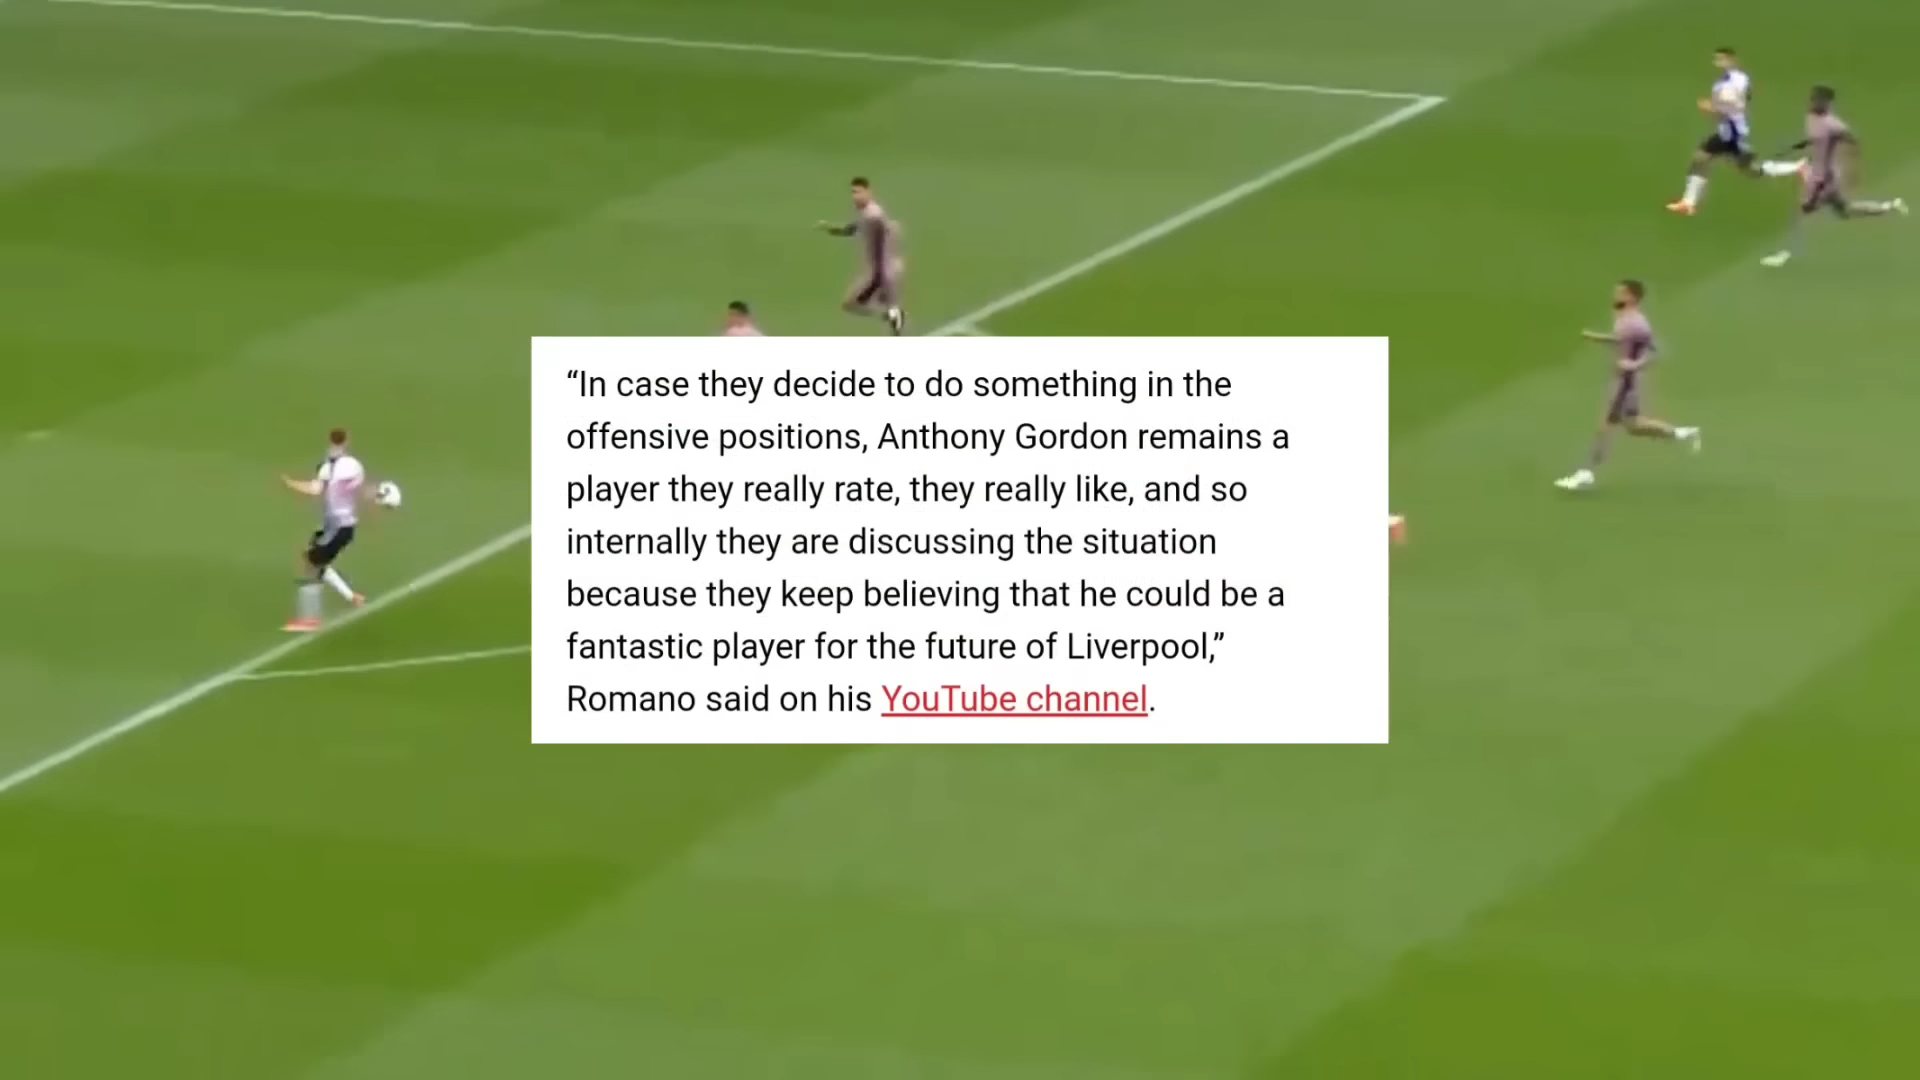 “In case they decide to do something in the
offensive positions, Anthony Gordon remains a
player they really rate, they really like, and so
internally they are discussing the situation
because they keep believing that he could be a
fantastic player for the future of Liverpool,”
Romano said on his YouTube channel.